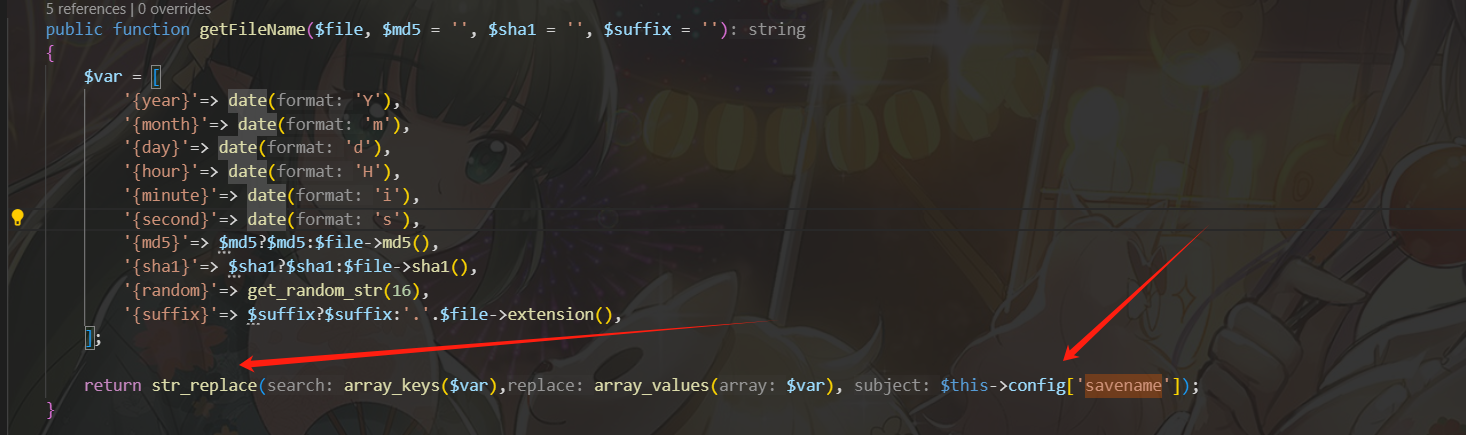 5 references | 0 overrides
public function getFileName($file, $md5 = '', $sha1 = '', $suffix = ''): string
{
$var = [
'{year}'=> date(format: 'Y'),
'{month}'=> date(format: 'm'),
'{day}'=> date(format: 'd'),
'{hour}'=> date(format: 'H'),
'{minute}'=> date(format: 'i'),
'{second}'=> date(format: 's'),
'{md5}'=> $md5?$md5:$file->md5(),
'{sha1}'=> $sha1?$sha1:$file->sha1(),
'{random}'=> get_random_str(16),
'{suffix}'=> $suffix?$suffix:'.'.$file->extension(),
];
return str_replace(search: array_keys($var),replace: array_values(array: $var), subject: $this->config['savename']);
}